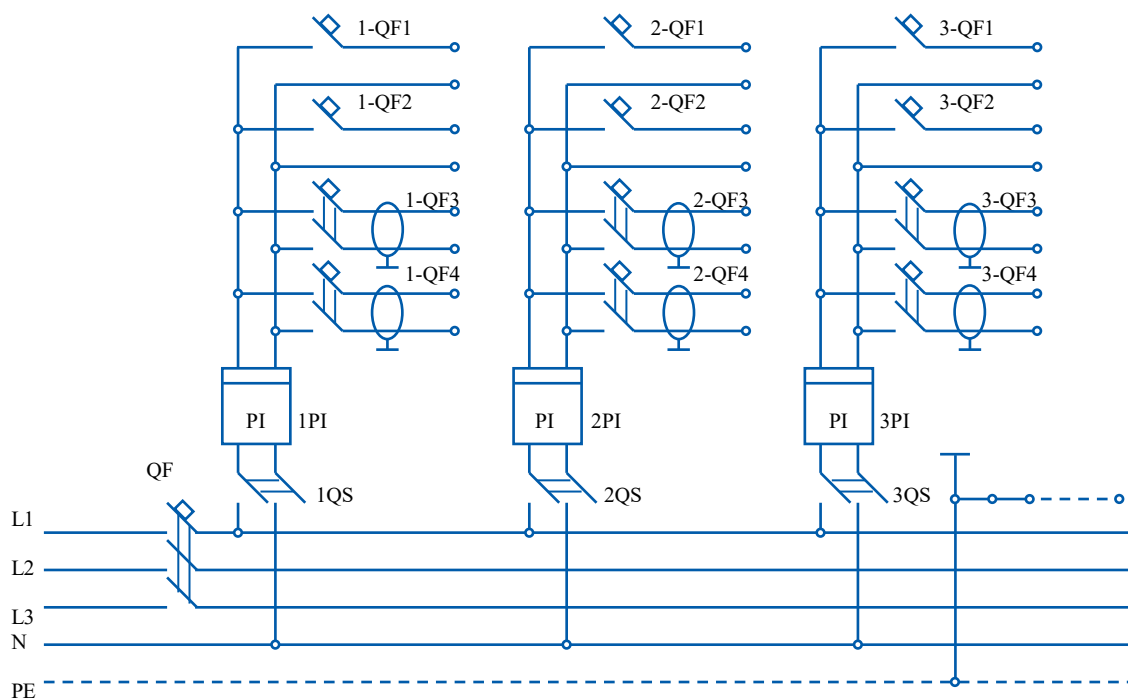 1-QF1 2-QF1 3-QF1
1-QF2 2-QF2 3-QF2
1-QF3 2-QF3 3-QF3
1-QF4 2-QF4 3-QF4
PI 1PI PI 2PI PI 3PI
QF
1QS 2QS 3QS
L1
L2
L3
N
PE